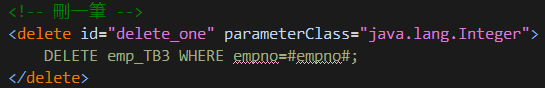 <!-- 刪一筆 -->
<delete id="delete_one" parameterClass="java.lang.Integer">
    DELETE emp_TB3 WHERE empno=#empno#;
</delete>